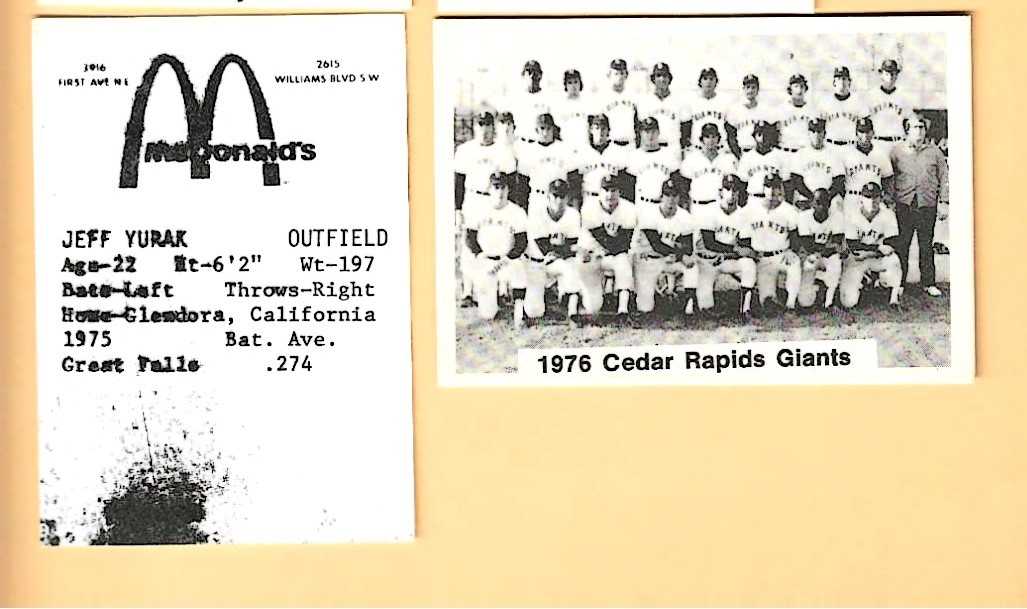 3916
FIRST AVE N E
2615
WILLIAMS BLVD S W
McDonald's
JEFF YURAK OUTFIELD
Age-22 Ht-6'2" Wt-197
Bats-Left Throws-Right
Home-Glendora, California
1975 Bat. Ave.
Great Falls .274
1976 Cedar Rapids Giants